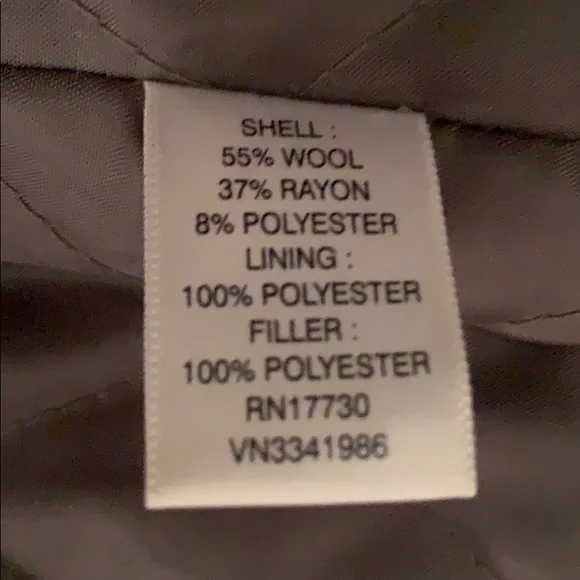 SHELL :
55% WOOL
37% RAYON
8% POLYESTER
LINING :
100% POLYESTER
FILLER :
100% POLYESTER
RN17730
VN3341986